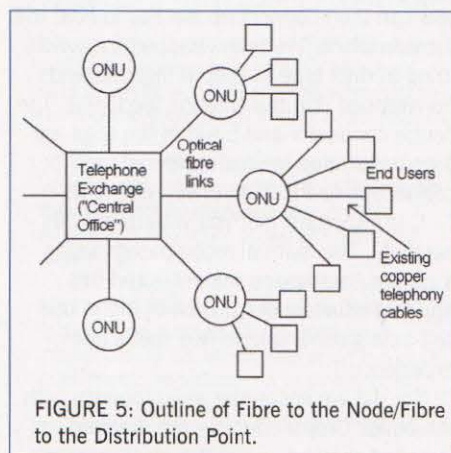 ONU
ONU
Optical
fibre
links
Telephone
Exchange
("Central
Office")
ONU
End Users
Existing
copper
telephony
cables
ONU
ONU
FIGURE 5: Outline of Fibre to the Node/Fibre
to the Distribution Point.